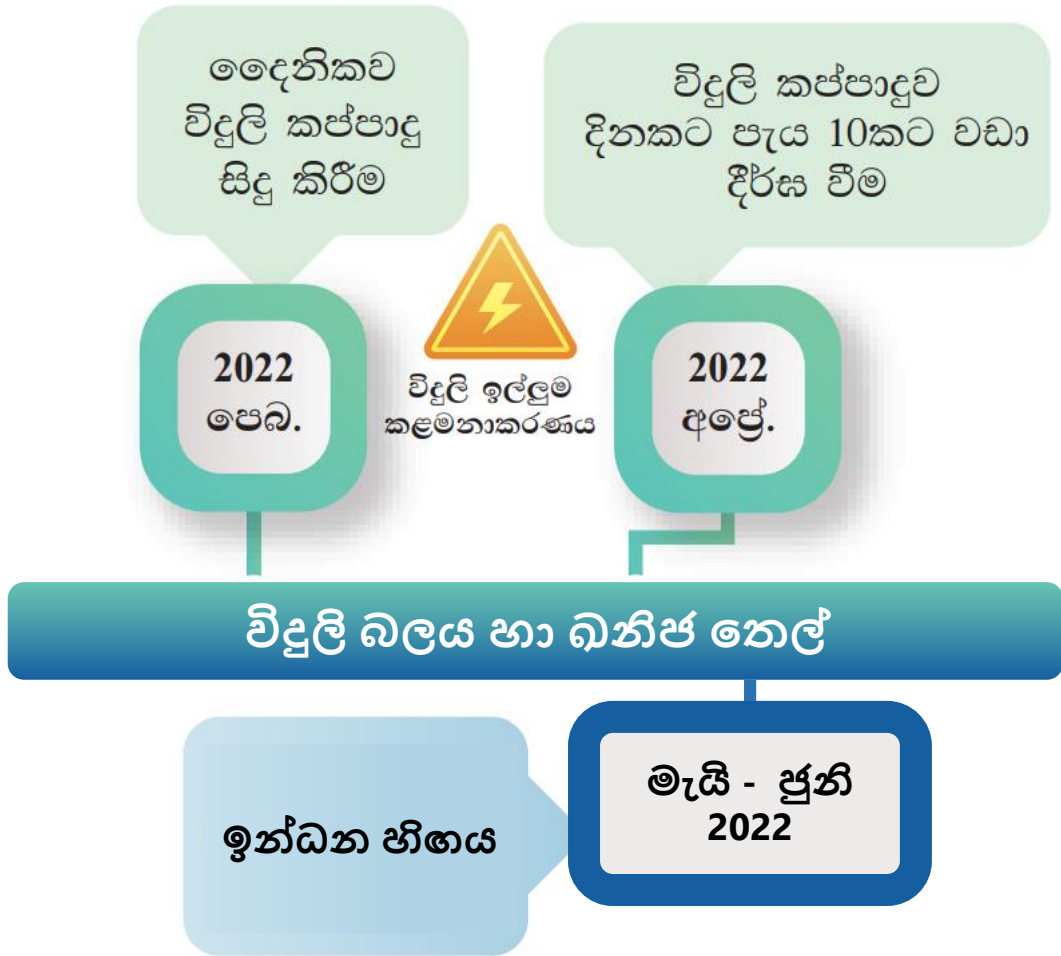 දෛනිකව
විදුලි කප්පාදු
සිදු කිරීම
විදුලි කප්පාදුව
දිනකට පැය 10කට වඩා
දීර්ඝ වීම
2022
පෙබ.
විදුලි ඉල්ලුම
කළමනාකරණය
2022
අප්‍රේ.
විදුලි බලය හා ඛනිජ තෙල්
ඉන්ධන හිඟය
මැයි - ජුනි
2022